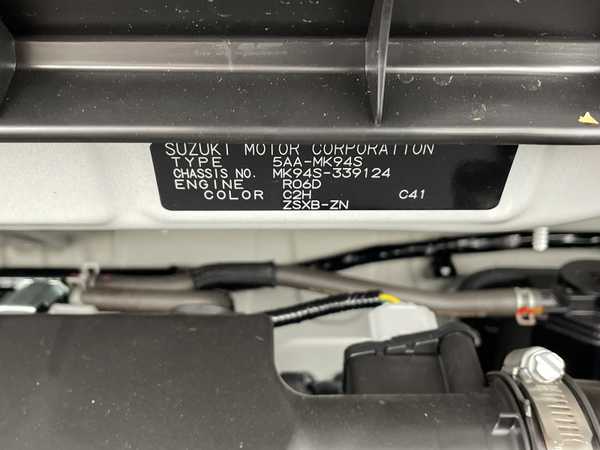 SUZUKI MOTOR CORPORATION
TYPE 5AA-MK94S
CHASSIS NO. MK94S-339124
ENGINE R06D
COLOR C2H C41
ZSXB-ZN